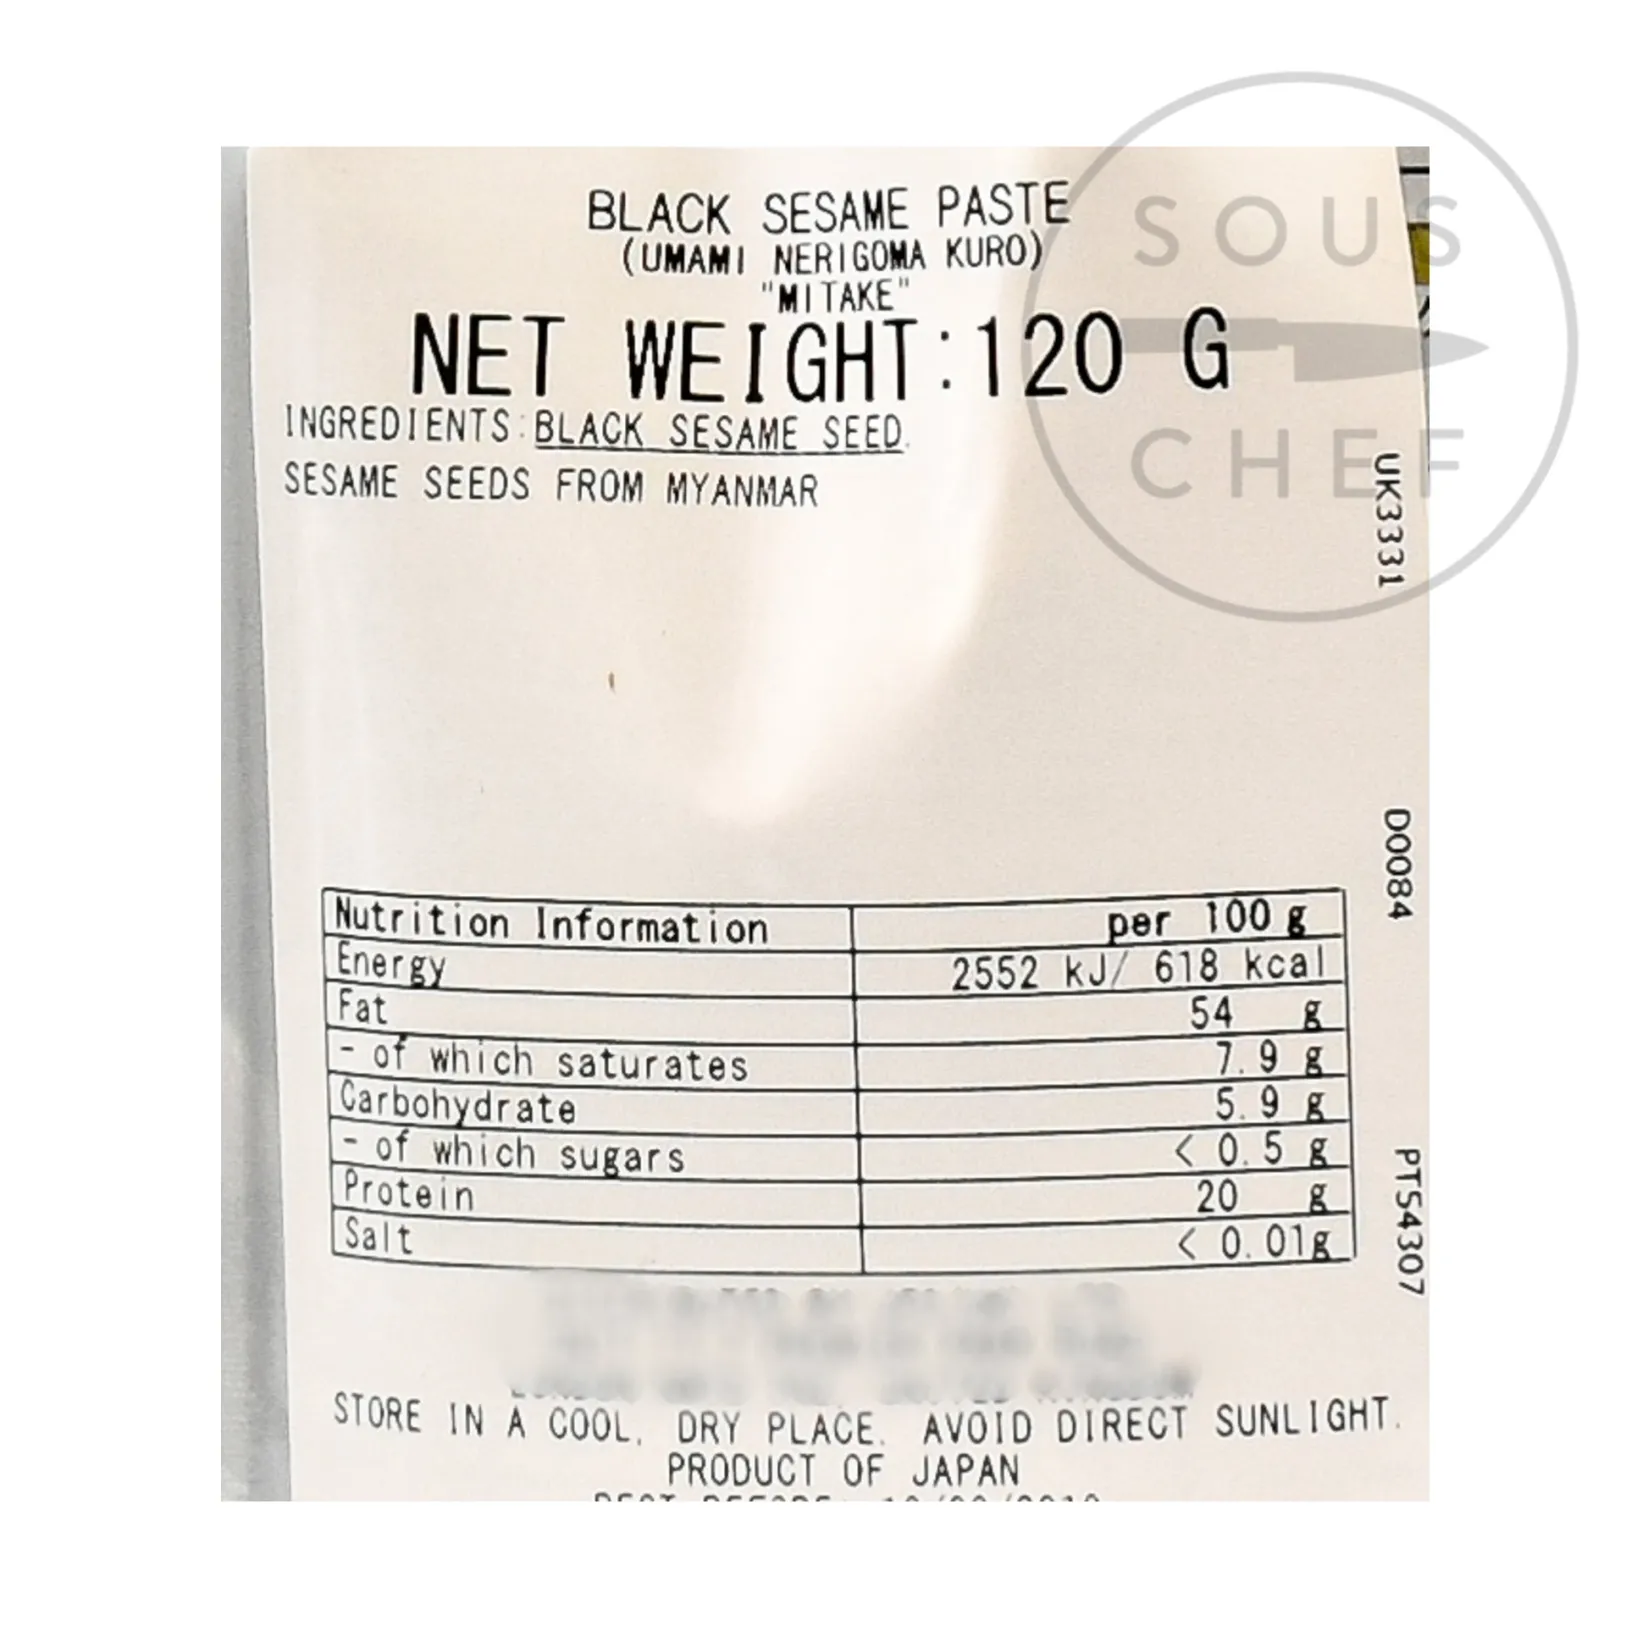 BLACK SESAME PASTE
(UMAMI NERIGOMA KURO)
"MITAKE"
NET WEIGHT:120 G
INGREDIENTS:BLACK SESAME SEED.
SESAME SEEDS FROM MYANMAR
SOUS
CHEF
UK3331
D0084
PT54307
Nutrition Information per 100 g
Energy 2552 kJ/ 618 kcal
Fat 54 g
- of which saturates 7.9 g
Carbohydrate 5.9 g
- of which sugars < 0.5 g
Protein 20 g
Salt < 0.01g
STORE IN A COOL, DRY PLACE. AVOID DIRECT SUNLIGHT.
PRODUCT OF JAPAN